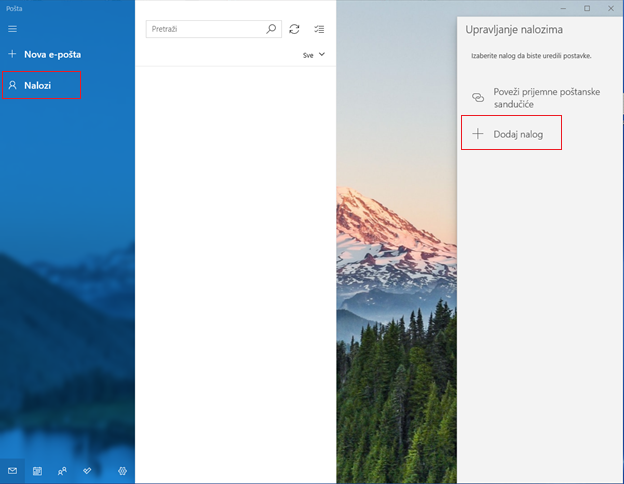 Pošta
Nova e-pošta
Nalozi
Pretraži
Sve
Upravljanje nalozima
Izaberite nalog da biste uredili postavke.
Poveži prijemne poštanske
sandučiće
Dodaj nalog